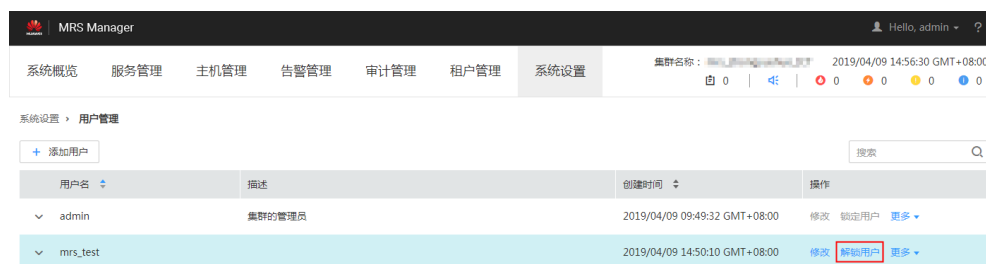 HUAWEI MRS Manager Hello, admin ?
系统概览 服务管理 主机管理 告警管理 审计管理 租户管理 系统设置
集群名称： 2019/04/09 14:56:30 GMT+08:00
0 0 0 0 0
系统设置 › 用户管理
+ 添加用户 搜索
用户名 描述 创建时间 操作
admin 集群的管理员 2019/04/09 09:49:32 GMT+08:00 修改 锁定用户 更多
mrs_test 2019/04/09 14:50:10 GMT+08:00 修改 解锁用户 更多